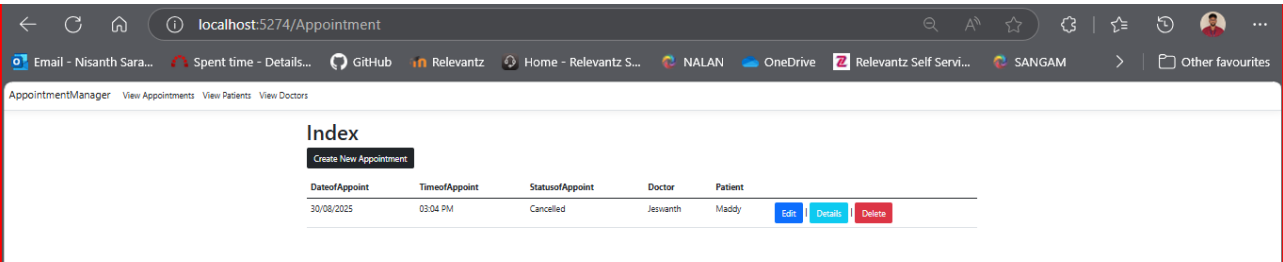 localhost:5274/Appointment
Email - Nisanth Sara... Spent time - Details... GitHub Relevantz Home - Relevantz S... NALAN OneDrive Relevantz Self Servi... SANGAM Other favourites
AppointmentManager View Appointments View Patients View Doctors
Index
Create New Appointment
DateofAppoint TimeofAppoint StatusofAppoint Doctor Patient
30/08/2025 03:04 PM Cancelled Jeswanth Maddy Edit | Details | Delete